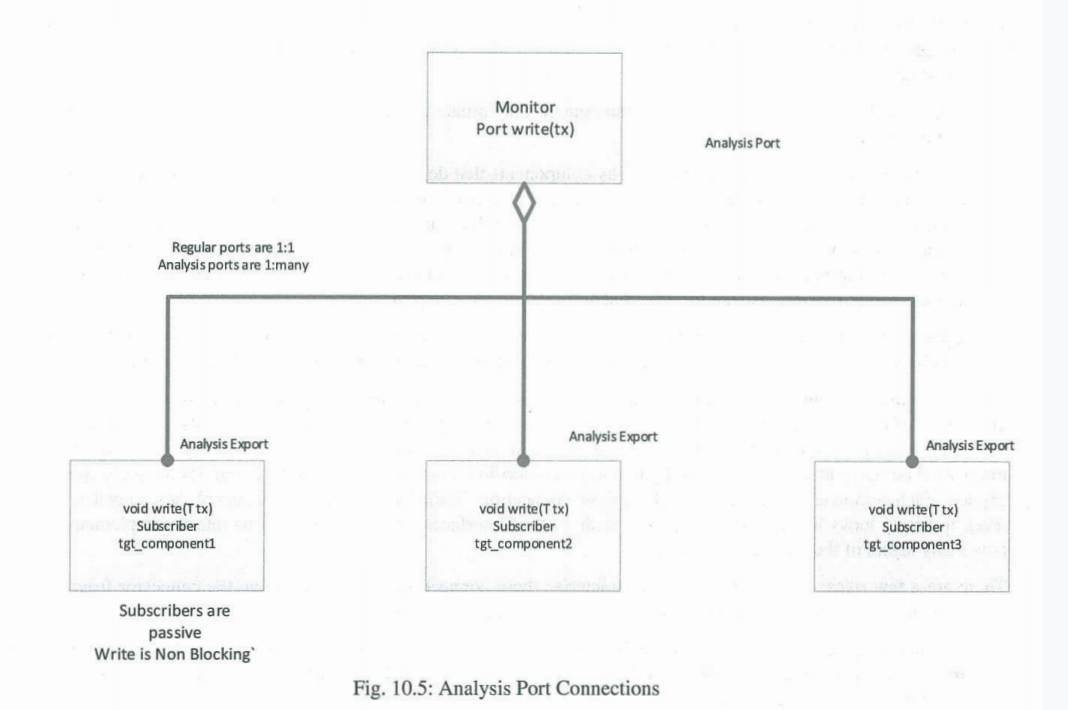 Monitor
Port write(tx)
Analysis Port
Regular ports are 1:1
Analysis ports are 1:many
Analysis Export
Analysis Export
Analysis Export
void write(T tx)
Subscriber
tgt_component1
void write(T tx)
Subscriber
tgt_component2
void write(T tx)
Subscriber
tgt_component3
Subscribers are
passive
Write is Non Blocking`
Fig. 10.5: Analysis Port Connections